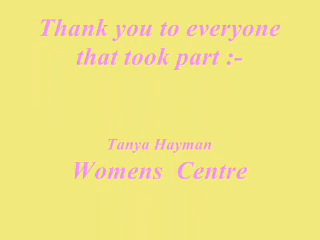 Thank you to everyone
that took part :-
Tanya Hayman
Womens Centre